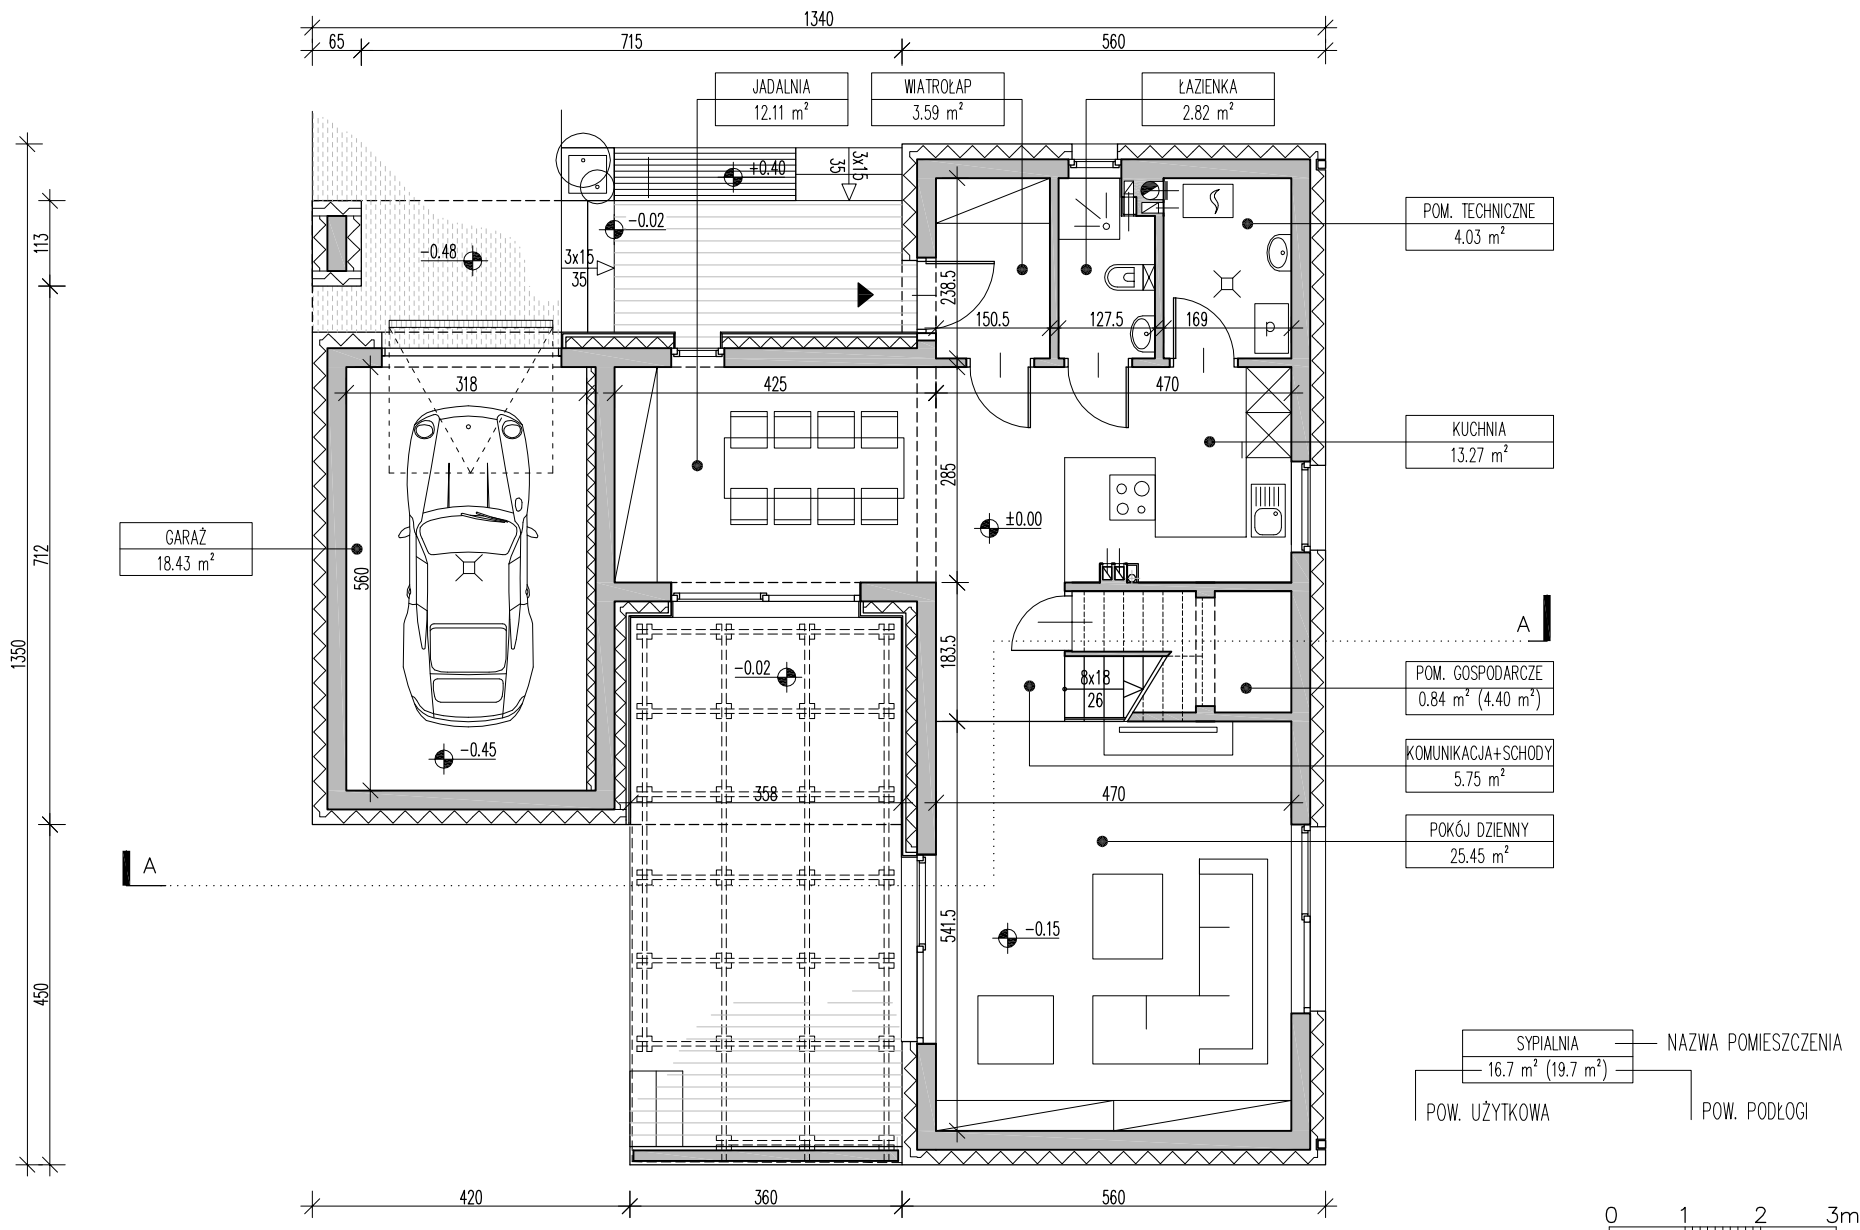 1340
65
715
560
JADALNIA
12.11 m²
WIATROŁAP
3.59 m²
ŁAZIENKA
2.82 m²
3x15
35
+0.40
POM. TECHNICZNE
4.03 m²
113
-0.48
-0.02
3x15
35
238.5
150.5
127.5
169
p
318
425
470
KUCHNIA
13.27 m²
285
±0.00
GARAŻ
18.43 m²
712
560
1350
A
183.5
-0.02
8x18
26
POM. GOSPODARCZE
0.84 m² (4.40 m²)
-0.45
KOMUNIKACJA+SCHODY
5.75 m²
358
470
POKÓJ DZIENNY
25.45 m²
A
541.5
-0.15
450
SYPIALNIA
NAZWA POMIESZCZENIA
16.7 m² (19.7 m²)
POW. UŻYTKOWA
POW. PODŁOGI
420
360
560
0 1 2 3m